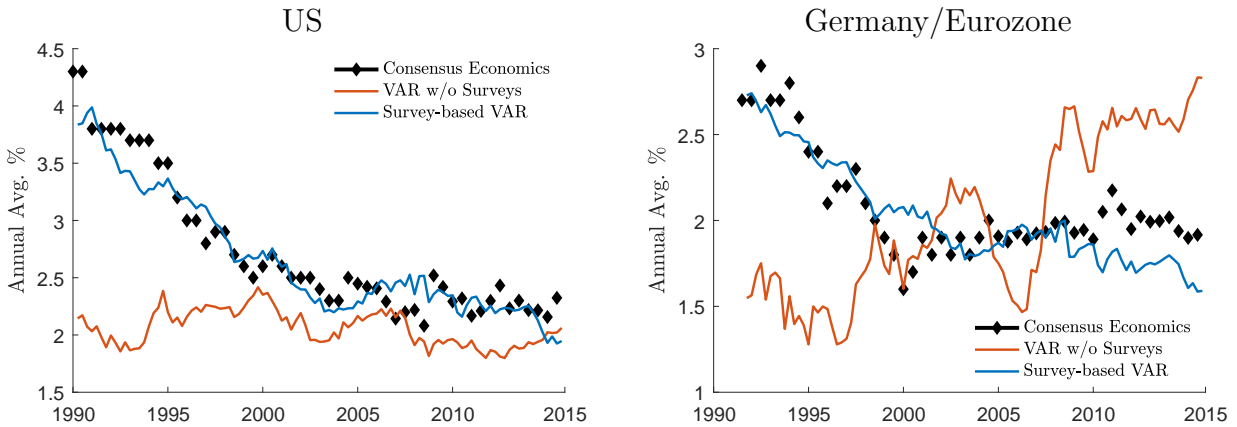 US
Annual Avg. %
4.5
4
3.5
3
2.5
2
1.5
1990
1995
2000
2005
2010
2015
Consensus Economics
VAR w/o Surveys
Survey-based VAR
Germany/Eurozone
Annual Avg. %
3
2.5
2
1.5
1
1990
1995
2000
2005
2010
2015
Consensus Economics
VAR w/o Surveys
Survey-based VAR